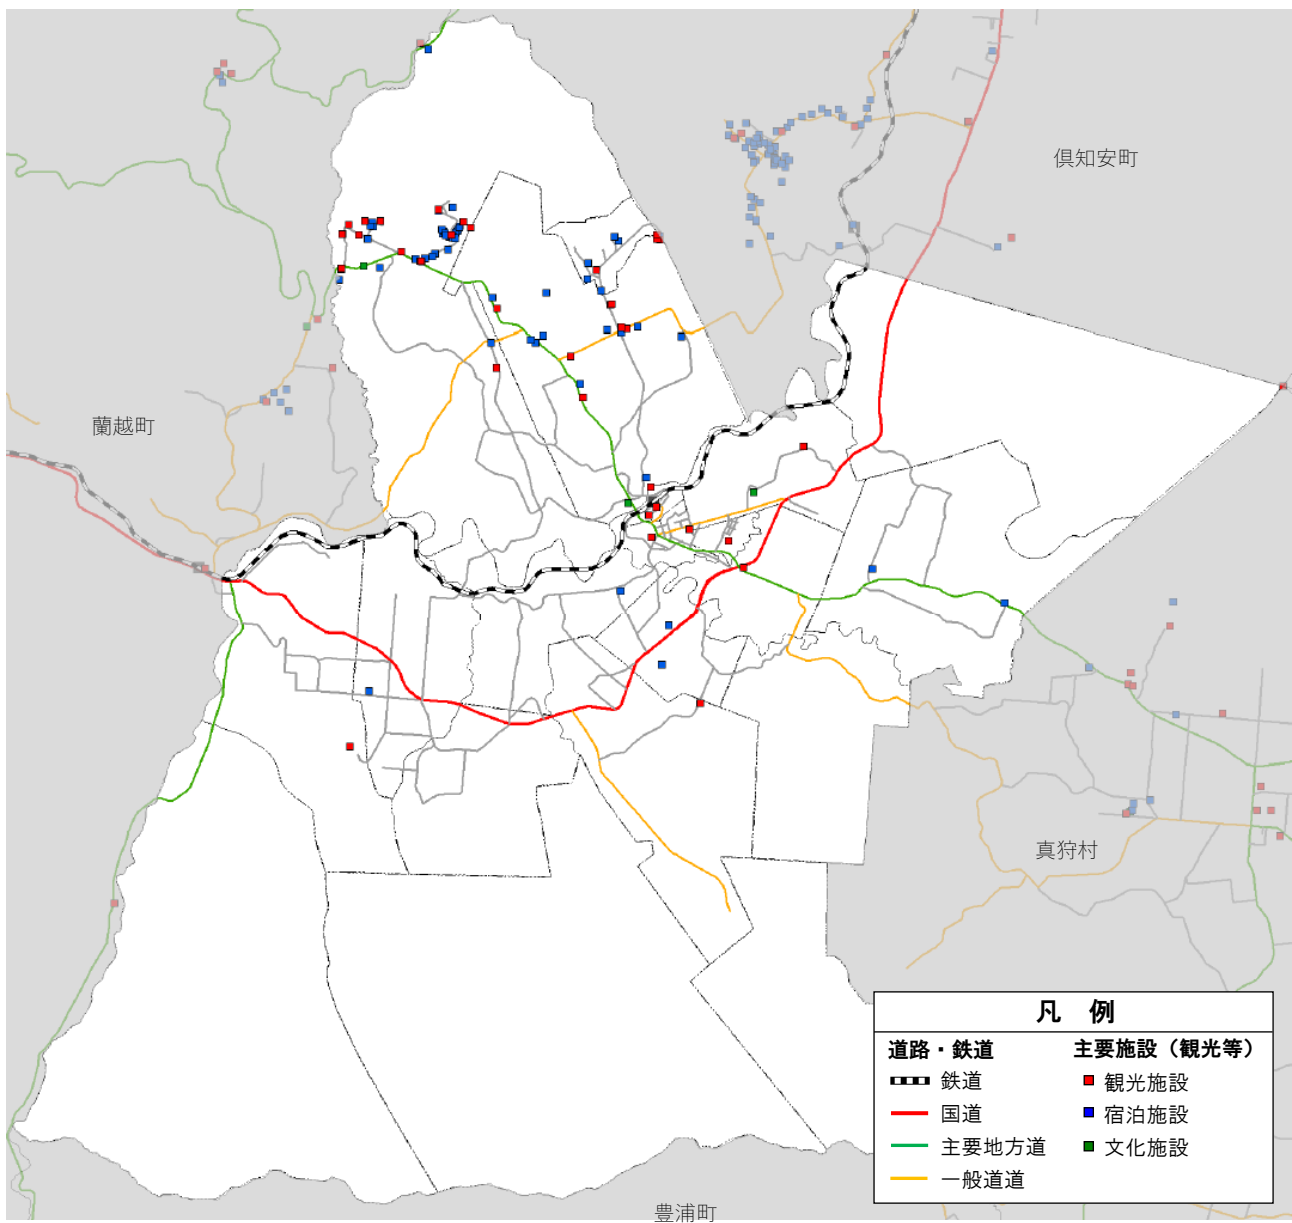 倶知安町
蘭越町
真狩村
豊浦町
凡 例
道路・鉄道
鉄道
国道
主要地方道
一般道道
主要施設（観光等）
観光施設
宿泊施設
文化施設